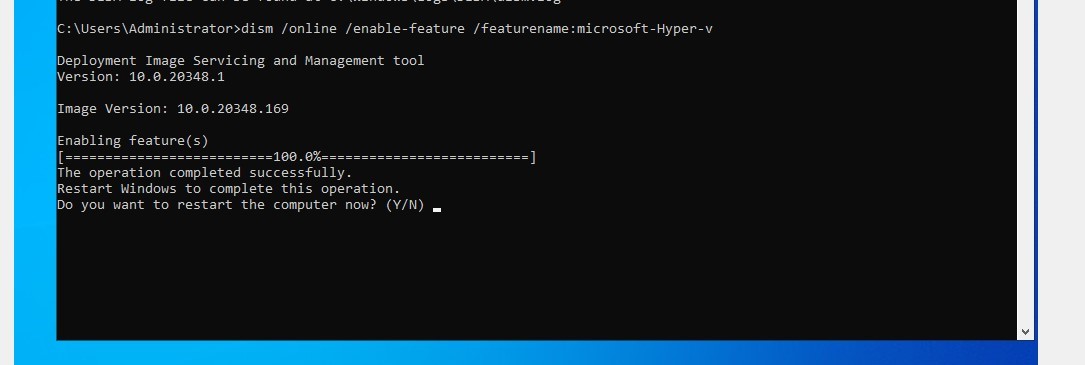 C:\Users\Administrator>dism /online /enable-feature /featurename:microsoft-Hyper-v
Deployment Image Servicing and Management tool
Version: 10.0.20348.1
Image Version: 10.0.20348.169
Enabling feature(s)
[==========================100.0%==========================]
The operation completed successfully.
Restart Windows to complete this operation.
Do you want to restart the computer now? (Y/N)